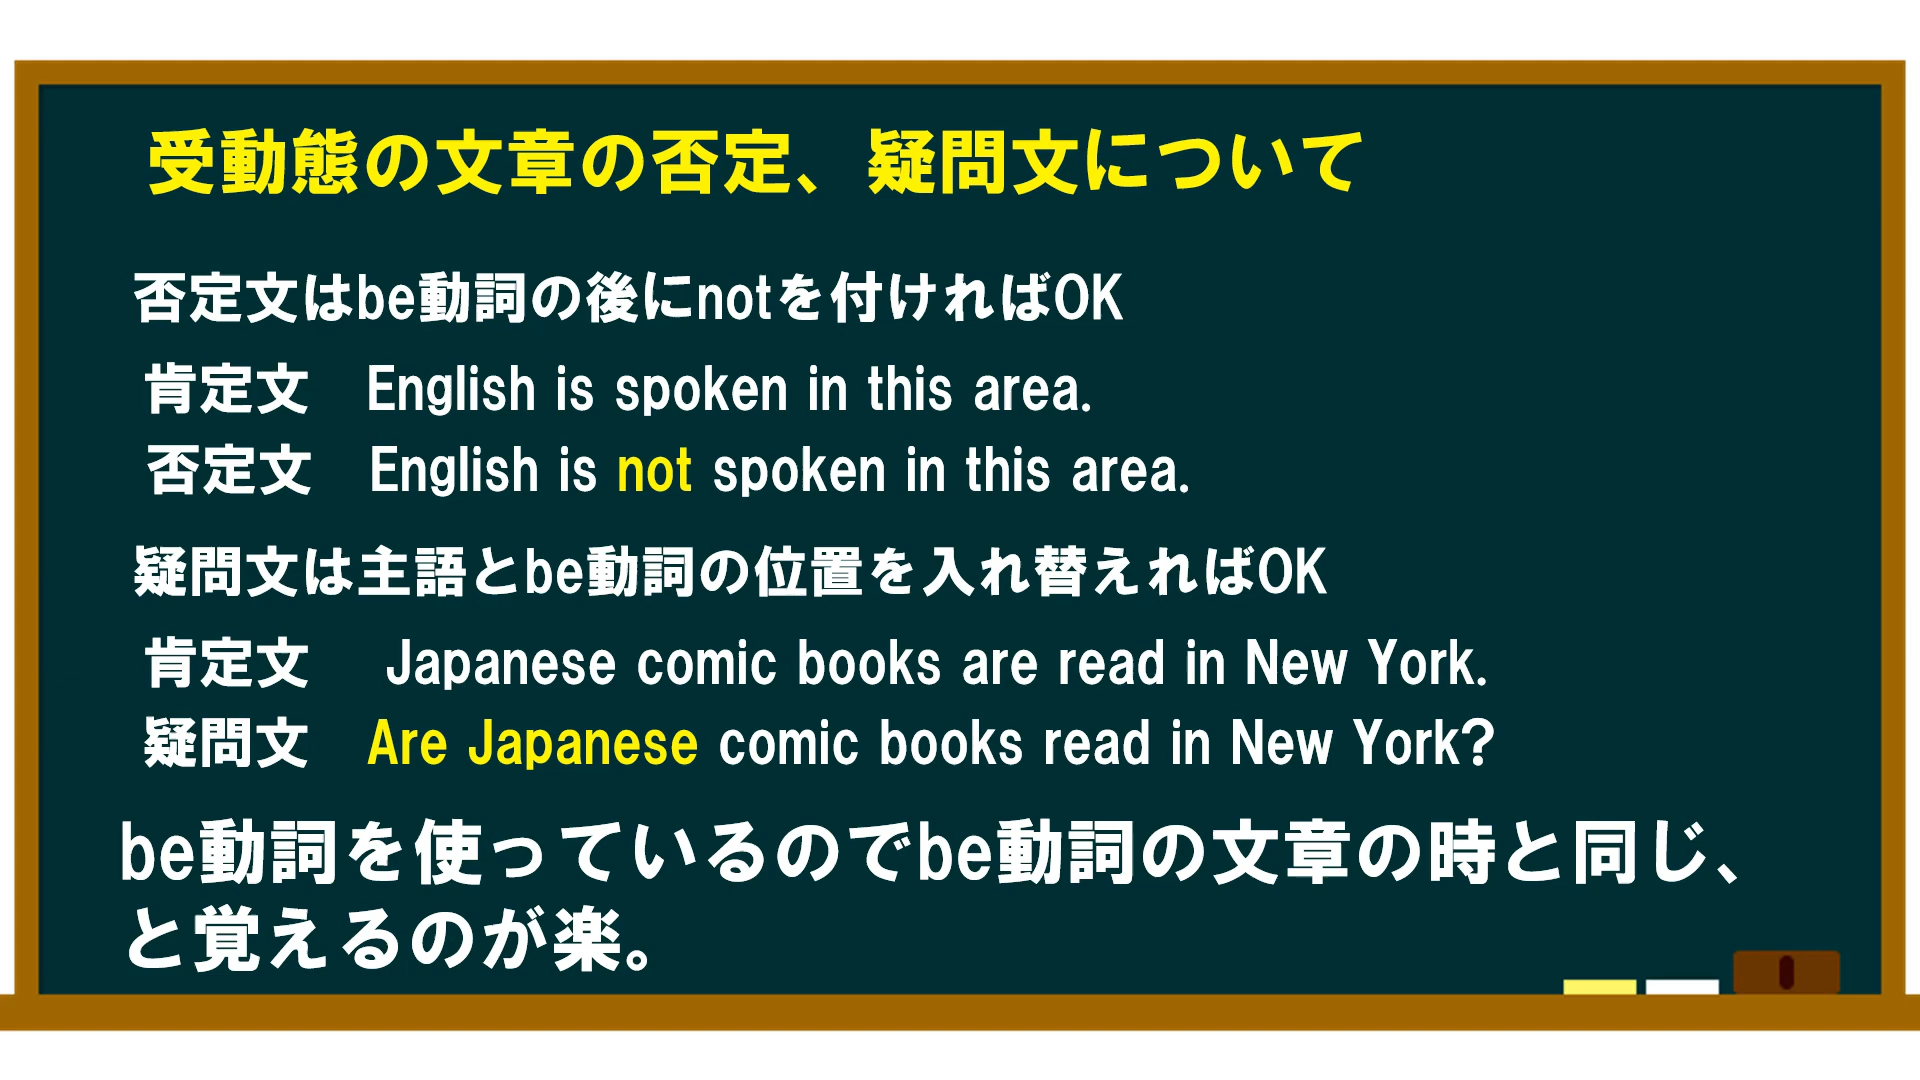 受動態の文章の否定、疑問文について
否定文はbe動詞の後にnotを付ければOK
肯定文　English is spoken in this area.
否定文　English is not spoken in this area.
疑問文は主語とbe動詞の位置を入れ替えればOK
肯定文　Japanese comic books are read in New York.
疑問文　Are Japanese comic books read in New York?
be動詞を使っているのでbe動詞の文章の時と同じ、
と覚えるのが楽。